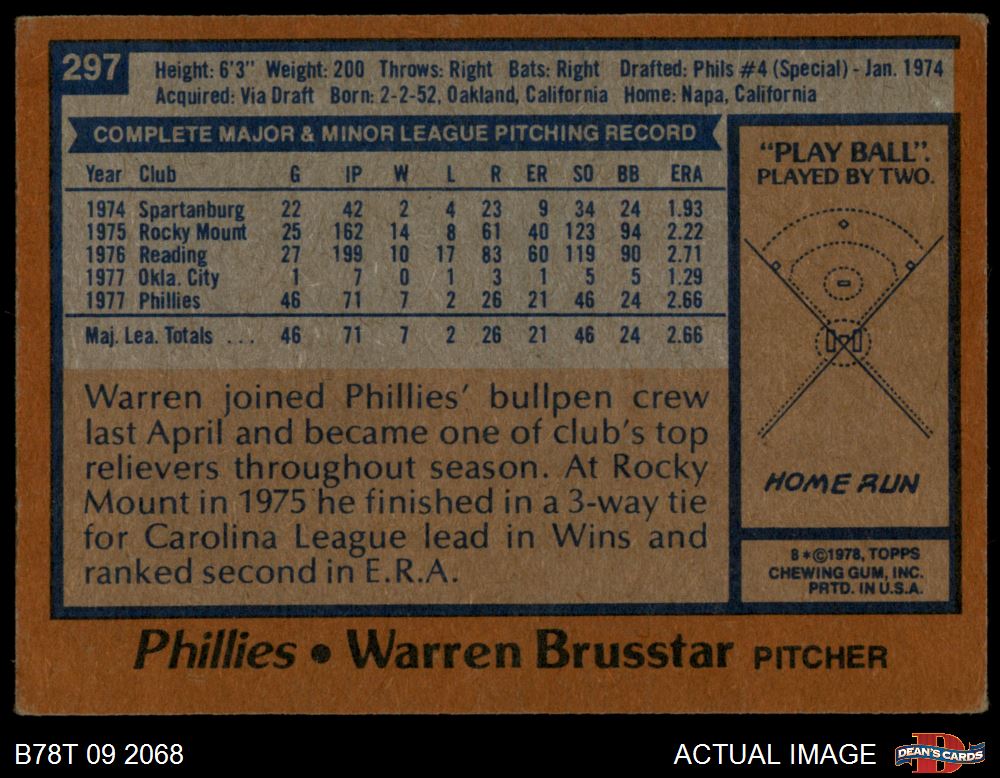 297
Height: 6'3" Weight: 200 Throws: Right Bats: Right Drafted: Phils #4 (Special) - Jan. 1974
Acquired: Via Draft Born: 2-2-52, Oakland, California Home: Napa, California
COMPLETE MAJOR & MINOR LEAGUE PITCHING RECORD
Year Club G IP W L R ER SO BB ERA
1974 Spartanburg 22 42 2 4 23 9 34 24 1.93
1975 Rocky Mount 25 162 14 8 61 40 123 94 2.22
1976 Reading 27 199 10 17 83 60 119 90 2.71
1977 Okla. City 1 7 0 1 3 1 5 5 1.29
1977 Phillies 46 71 7 2 26 21 46 24 2.66
Maj. Lea. Totals ... 46 71 7 2 26 21 46 24 2.66
Warren joined Phillies' bullpen crew
last April and became one of club's top
relievers throughout season. At Rocky
Mount in 1975 he finished in a 3-way tie
for Carolina League lead in Wins and
ranked second in E.R.A.
"PLAY BALL".
PLAYED BY TWO.
HOME RUN
8*©1978, TOPPS
CHEWING GUM, INC.
PRTD. IN U.S.A.
Phillies • Warren Brusstar PITCHER
B78T 09 2068
ACTUAL IMAGE
D
DEAN'S CARDS